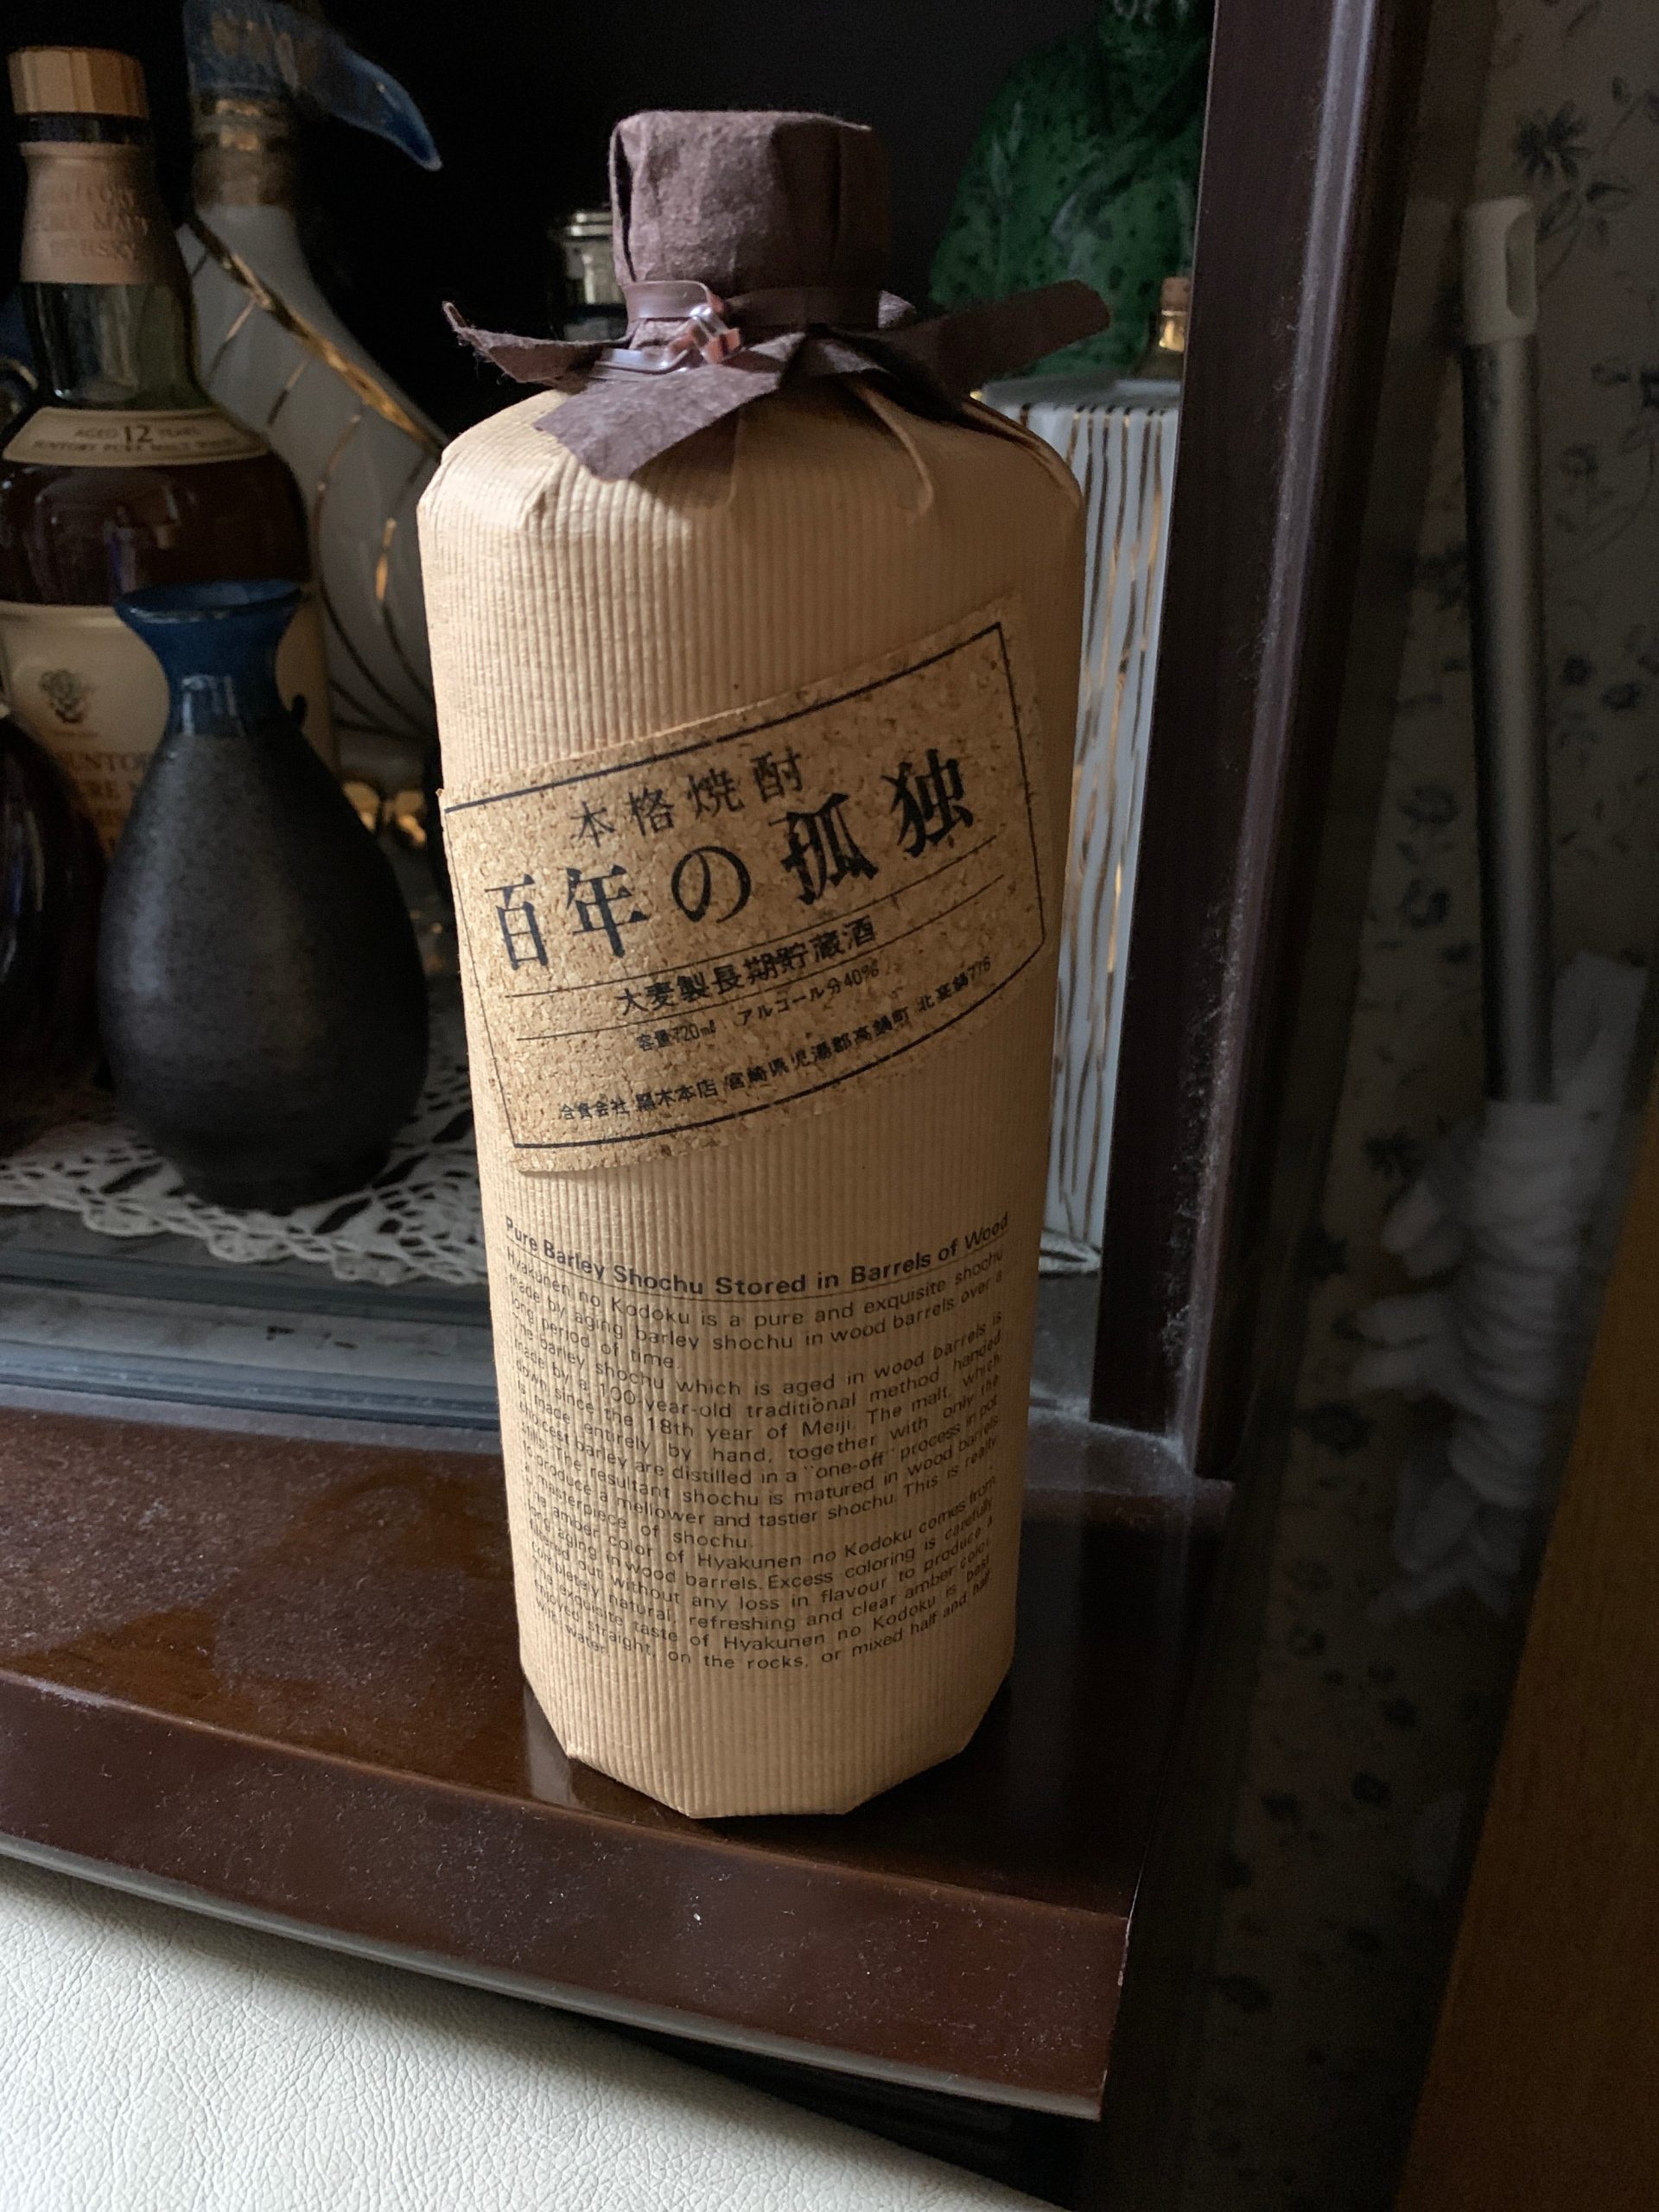 AGED 12 YEARS
SUNTORY PURE MALT WHISKY
本格焼酎
百年の孤独
大麦製長期貯蔵酒
容量720ml アルコール分40%
合資会社 黒木本店 宮崎県児湯郡高鍋町 北高鍋776
Pure Barley Shochu Stored in Barrels of Wood
Hyakunen no Kodoku is a pure and exquisite shochu
made by aging barley shochu in wood barrels over a
long period of time.
The barley shochu which is aged in wood barrels is
made by a 100-year-old traditional method handed
down since the 18th year of Meiji. The malt, which
is made entirely by hand, together with only the
choicest barley are distilled in a "one-off" process in pot
stills. The resultant shochu is matured in wood barrels
to produce a mellower and tastier shochu. This is really
a masterpiece of shochu.
The amber color of Hyakunen no Kodoku comes from
long aging in wood barrels. Excess coloring is carefully
filtered out without any loss in flavour to produce a
completely natural, refreshing and clear amber color.
The exquisite taste of Hyakunen no Kodoku is best
enjoyed straight, on the rocks, or mixed half and half
with water.